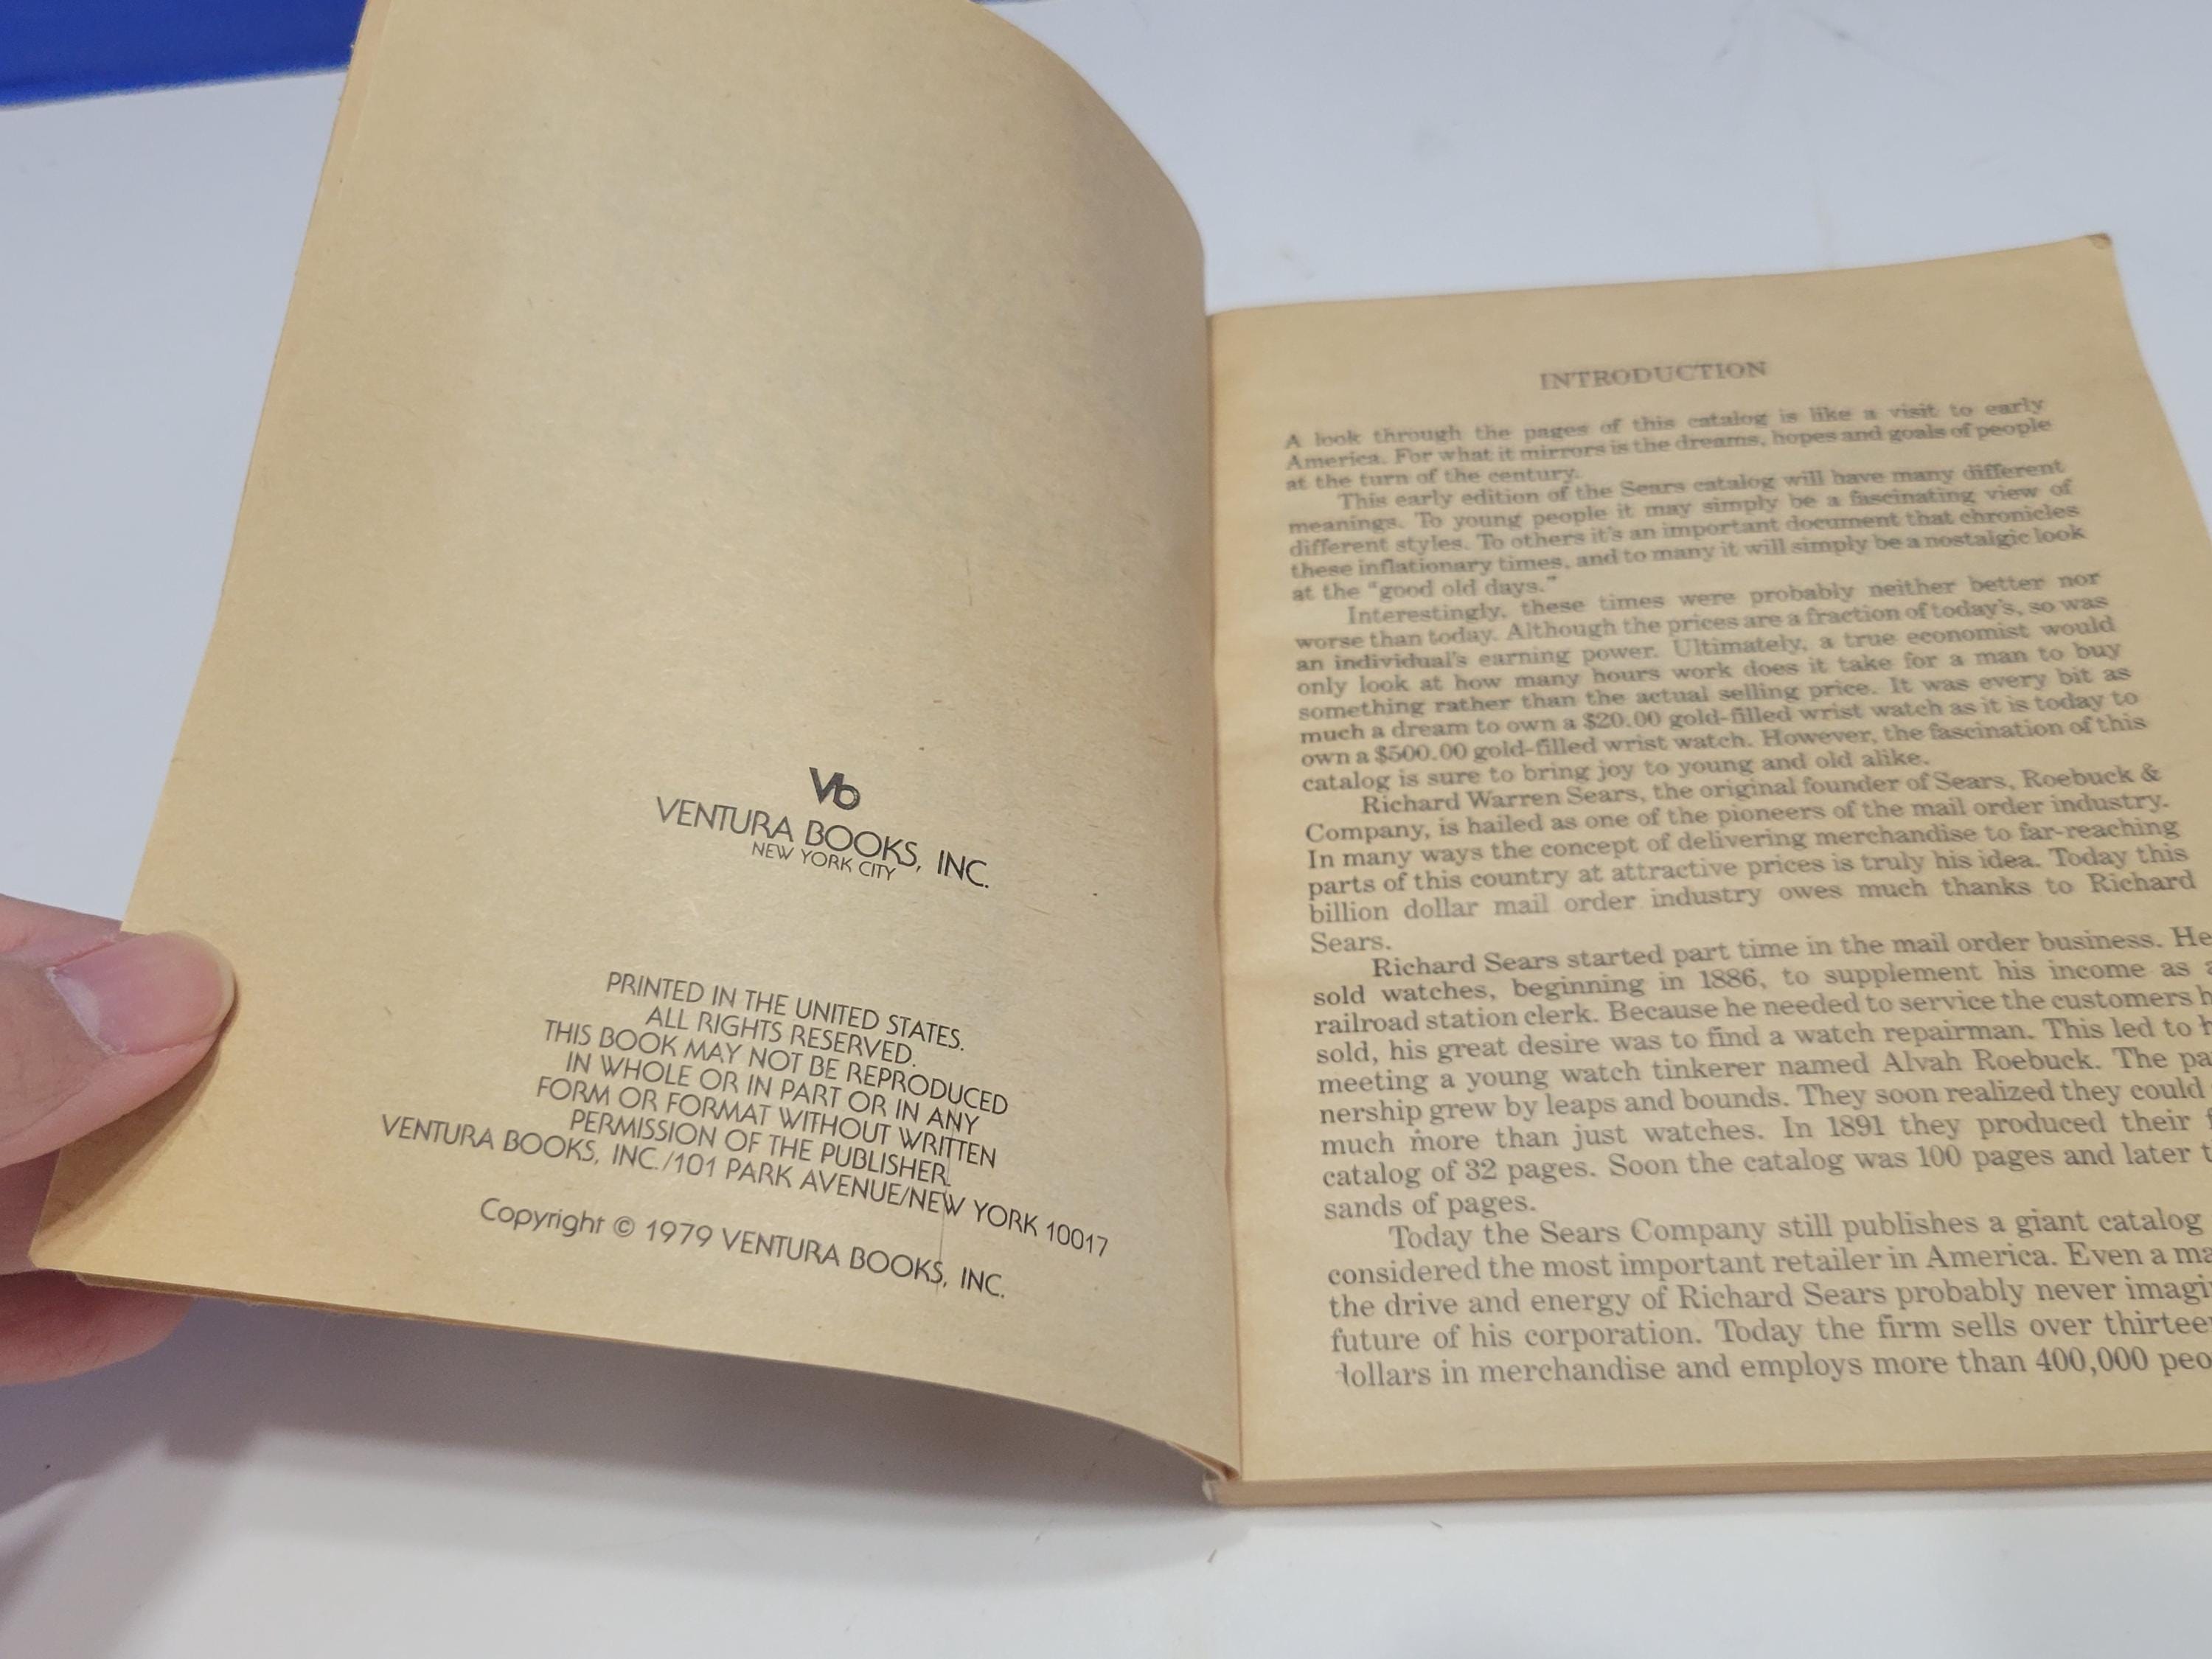 Vb
VENTURA BOOKS, INC.
NEW YORK CITY
PRINTED IN THE UNITED STATES.
ALL RIGHTS RESERVED.
THIS BOOK MAY NOT BE REPRODUCED
IN WHOLE OR IN PART OR IN ANY
FORM OR FORMAT WITHOUT WRITTEN
PERMISSION OF THE PUBLISHER.
VENTURA BOOKS, INC./101 PARK AVENUE/NEW YORK 10017
Copyright © 1979 VENTURA BOOKS, INC.
INTRODUCTION
A look through the pages of this catalog is like a visit to early
America. For what it mirrors is the dreams, hopes and goals of people
at the turn of the century.
This early edition of the Sears catalog will have many different
meanings. To young people it may simply be a fascinating view of
different styles. To others it's an important document that chronicles
these inflationary times, and to many it will simply be a nostalgic look
at the "good old days."
Interestingly, these times were probably neither better nor
worse than today. Although the prices are a fraction of today's, so was
an individual's earning power. Ultimately, a true economist would
only look at how many hours work does it take for a man to buy
something rather than the actual selling price. It was every bit as
much a dream to own a $20.00 gold-filled wrist watch as it is today to
own a $500.00 gold-filled wrist watch. However, the fascination of this
catalog is sure to bring joy to young and old alike.
Richard Warren Sears, the original founder of Sears, Roebuck &
Company, is hailed as one of the pioneers of the mail order industry.
In many ways the concept of delivering merchandise to far-reaching
parts of this country at attractive prices is truly his idea. Today this
billion dollar mail order industry owes much thanks to Richard
Sears.
Richard Sears started part time in the mail order business. He
sold watches, beginning in 1886, to supplement his income as a
railroad station clerk. Because he needed to service the customers
sold, his great desire was to find a watch repairman. This led to
meeting a young watch tinkerer named Alvah Roebuck. The pa
nership grew by leaps and bounds. They soon realized they could
much more than just watches. In 1891 they produced their
catalog of 32 pages. Soon the catalog was 100 pages and later
sands of pages.
Today the Sears Company still publishes a giant catalog
considered the most important retailer in America. Even a ma
the drive and energy of Richard Sears probably never imagi
future of his corporation. Today the firm sells over thirtee
dollars in merchandise and employs more than 400,000 peo